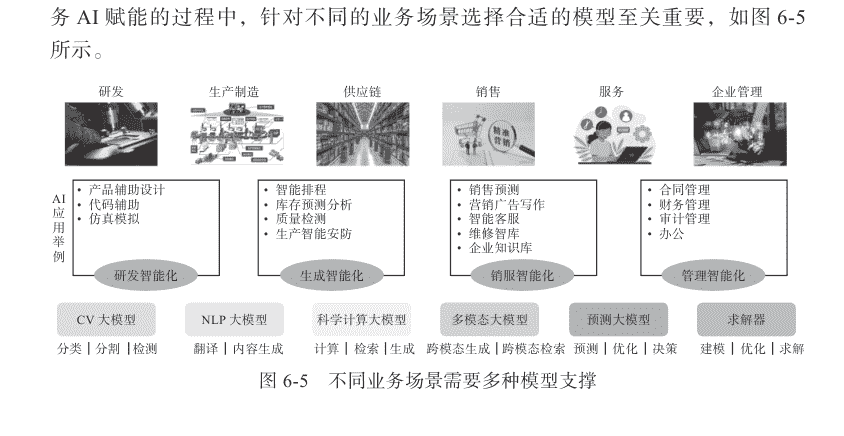 务 AI 赋能的过程中，针对不同的业务场景选择合适的模型至关重要，如图 6-5
所示。
研发
生产制造
供应链
销售
服务
企业管理
精准
营销
AI
应
用
举
例
• 产品辅助设计
• 代码辅助
• 仿真模拟
研发智能化
• 智能排程
• 库存预测分析
• 质量检测
• 生产智能安防
生成智能化
• 销售预测
• 营销广告写作
• 智能客服
• 维修智库
• 企业知识库
销服智能化
• 合同管理
• 财务管理
• 审计管理
• 办公
管理智能化
CV 大模型
NLP 大模型
科学计算大模型
多模态大模型
预测大模型
求解器
分类 | 分割 | 检测
翻译 | 内容生成
计算 | 检索 | 生成
跨模态生成 | 跨模态检索
预测 | 优化 | 决策
建模 | 优化 | 求解
图 6-5 不同业务场景需要多种模型支撑